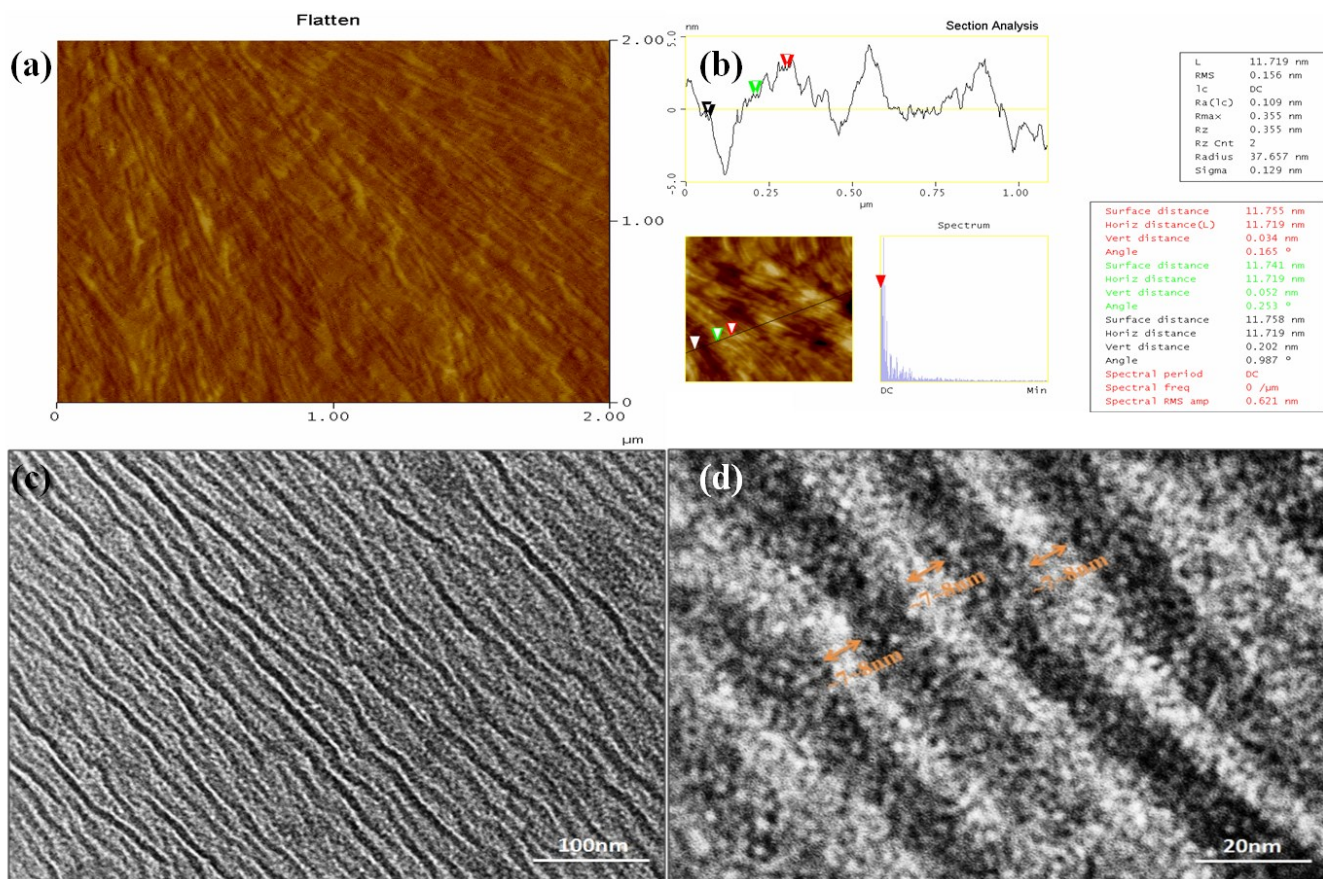 Flatten
(a)
2.00
1.00
0
0
1.00
2.00
µm
(b)
Section Analysis
nm
5.0
0
-5.0
0
0.25
0.50
0.75
1.00
µm
Spectrum
DC
Min
L 11.719 nm
RMS 0.156 nm
lc DC
Ra(lc) 0.109 nm
Rmax 0.355 nm
Rz 0.355 nm
Rz Cnt 2
Radius 37.657 nm
Sigma 0.129 nm
Surface distance 11.755 nm
Horiz distance(L) 11.719 nm
Vert distance 0.034 nm
Angle 0.165 °
Surface distance 11.741 nm
Horiz distance 11.719 nm
Vert distance 0.052 nm
Angle 0.253 °
Surface distance 11.758 nm
Horiz distance 11.719 nm
Vert distance 0.202 nm
Angle 0.987 °
Spectral period DC
Spectral freq 0 /µm
Spectral RMS amp 0.621 nm
(c)
100nm
(d)
~7.8nm
~7.8nm
~7.8nm
20nm